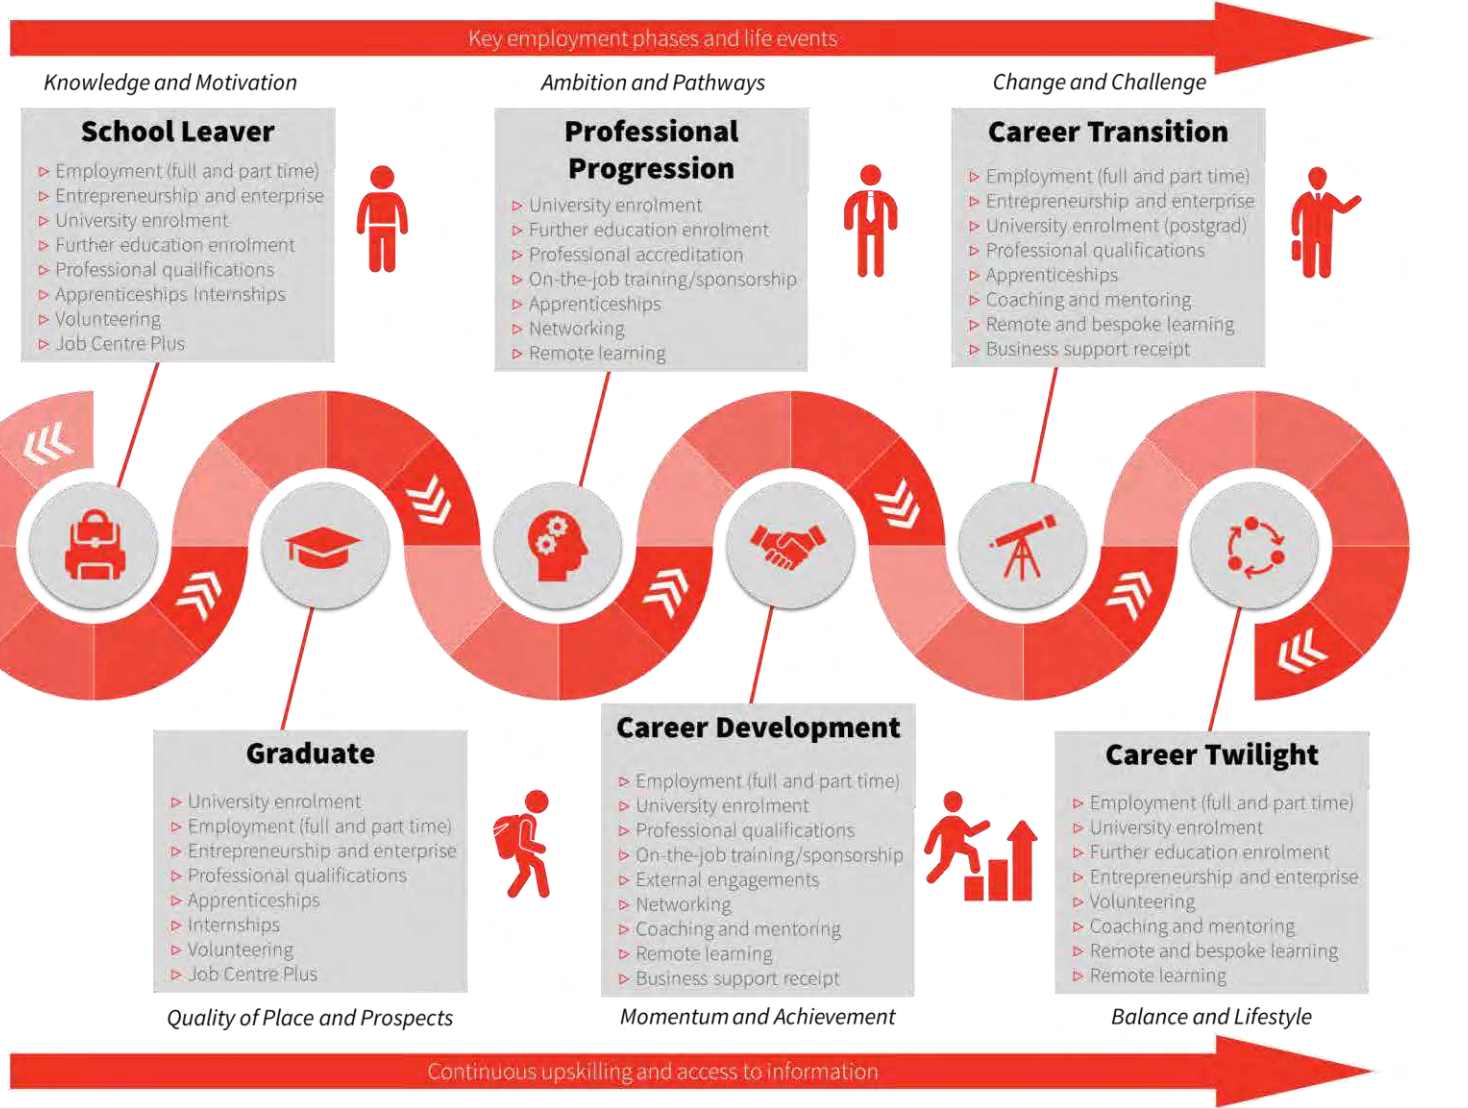 Key employment phases and life events
Knowledge and Motivation
School Leaver
Employment (full and part time)
Entrepreneurship and enterprise
University enrolment
Further education enrolment
Professional qualifications
Apprenticeships Internships
Volunteering
Job Centre Plus
Ambition and Pathways
Professional
Progression
University enrolment
Further education enrolment
Professional accreditation
On-the-job training/sponsorship
Apprenticeships
Networking
Remote learning
Change and Challenge
Career Transition
Employment (full and part time)
Entrepreneurship and enterprise
University enrolment (postgrad)
Professional qualifications
Apprenticeships
Coaching and mentoring
Remote and bespoke learning
Business support receipt
Graduate
University enrolment
Employment (full and part time)
Entrepreneurship and enterprise
Professional qualifications
Apprenticeships
Internships
Volunteering
Job Centre Plus
Quality of Place and Prospects
Career Development
Employment (full and part time)
University enrolment
Professional qualifications
On-the-job training/sponsorship
External engagements
Networking
Coaching and mentoring
Remote learning
Business support receipt
Momentum and Achievement
Career Twilight
Employment (full and part time)
University enrolment
Further education enrolment
Entrepreneurship and enterprise
Volunteering
Coaching and mentoring
Remote and bespoke learning
Remote learning
Balance and Lifestyle
Continuous upskilling and access to information